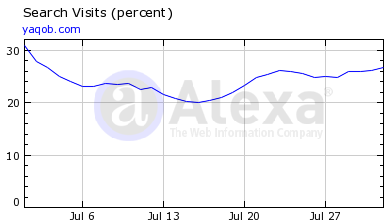 Search Visits (percent)
yaqob.com
30
20
10
0
a Alexa®
The Web Information Company
Jul 6 Jul 13 Jul 20 Jul 27